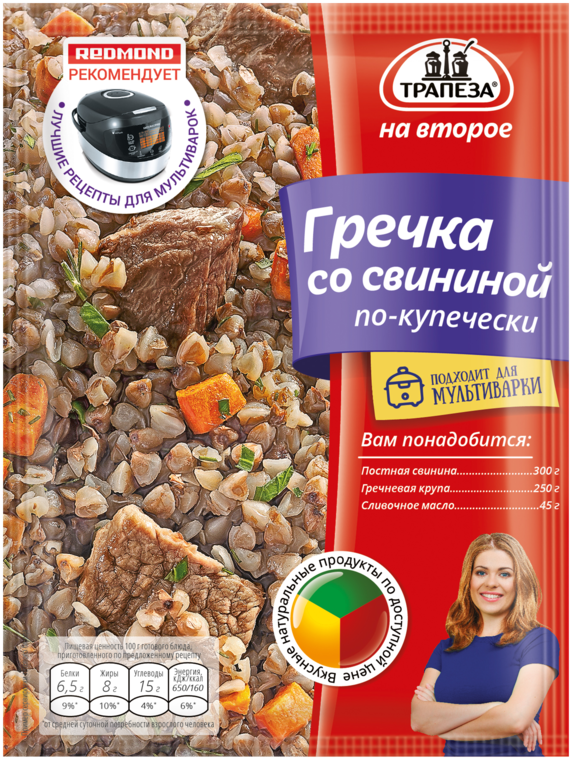 REDMOND
РЕКОМЕНДУЕТ
• ЛУЧШИЕ РЕЦЕПТЫ ДЛЯ МУЛЬТИВАРОК •
ТРАПЕЗА®
на второе
Гречка
со свининой
по-купечески
ПОДХОДИТ ДЛЯ
МУЛЬТИВАРКИ
Вам понадобится:
Постная свинина....................300 г
Гречневая крупа....................250 г
Сливочное масло....................45 г
Вкусные натуральные продукты по доступной цене
Пищевая ценность 100 г готового блюда,
приготовленного по предложенному рецепту
Белки Жиры Углеводы Энергия, кДж/ккал
6,5 г 8 г 15 г 650/160
9%* 10%* 4%* 6%*
*от средней суточной потребности взрослого человека